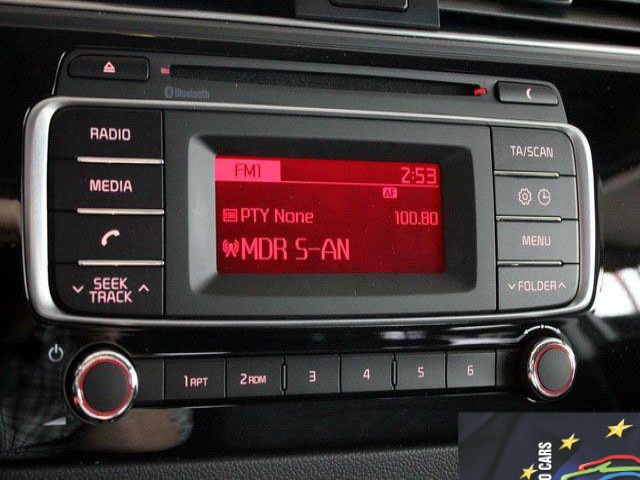 Bluetooth
RADIO
MEDIA
SEEK
TRACK
FM1 2:53
AF
PTY None 100.80
MDR S-AN
TA/SCAN
MENU
FOLDER
1 RPT 2 RDM 3 4 5 6
O CARS